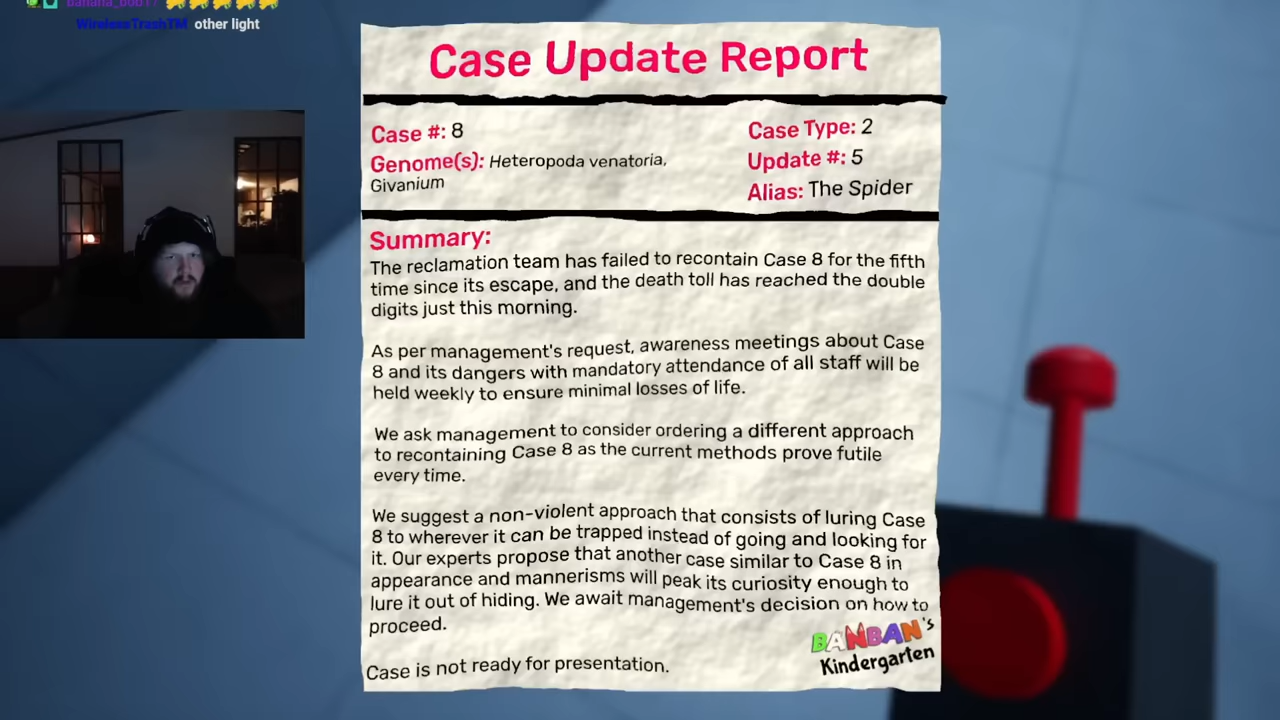 banana_bob17
WirelessTrashTM other light
Case Update Report
Case #: 8
Genome(s): Heteropoda venatoria,
Givanium
Case Type: 2
Update #: 5
Alias: The Spider
Summary:
The reclamation team has failed to recontain Case 8 for the fifth
time since its escape, and the death toll has reached the double
digits just this morning.
As per management's request, awareness meetings about Case
8 and its dangers with mandatory attendance of all staff will be
held weekly to ensure minimal losses of life.
We ask management to consider ordering a different approach
to recontaining Case 8 as the current methods prove futile
every time.
We suggest a non-violent approach that consists of luring Case
8 to wherever it can be trapped instead of going and looking for
it. Our experts propose that another case similar to Case 8 in
appearance and mannerisms will peak its curiosity enough to
lure it out of hiding. We await management's decision on how to
proceed.
BANBAN's
Kindergarten
Case is not ready for presentation.